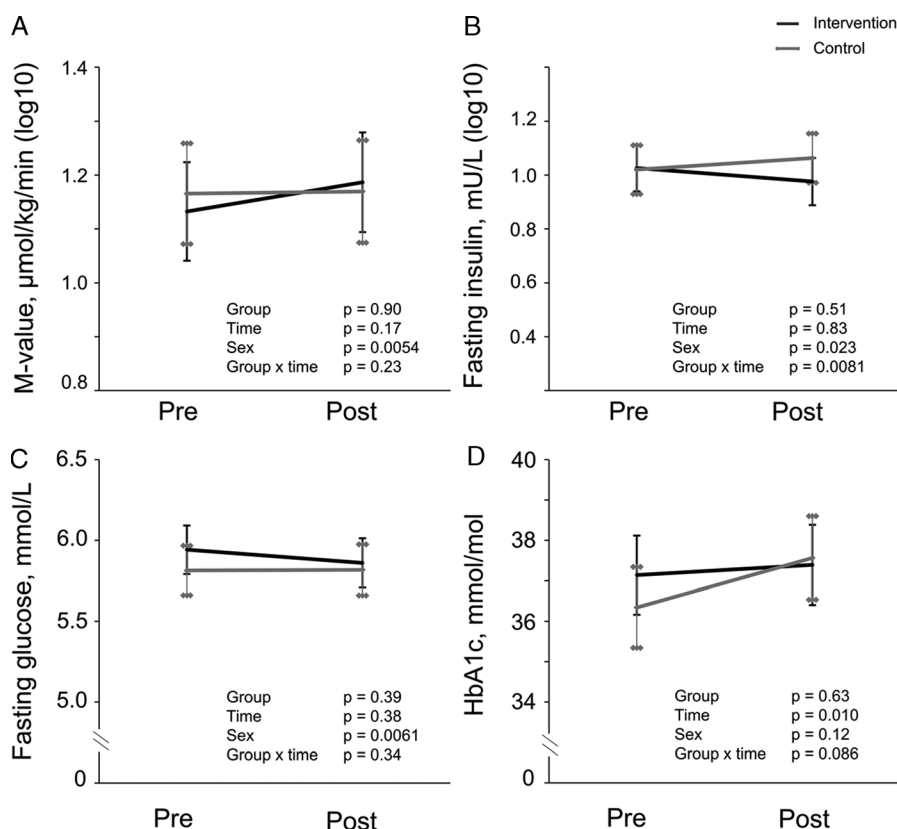 A
M-value, μmol/kg/min (log10)
1.4
1.2
1.0
0.8
Group p = 0.90
Time p = 0.17
Sex p = 0.0054
Group x time p = 0.23
Pre Post
B
Intervention
Control
Fasting insulin, mU/L (log10)
1.2
1.0
0.8
0.6
0.4
Group p = 0.51
Time p = 0.83
Sex p = 0.023
Group x time p = 0.0081
Pre Post
C
Fasting glucose, mmol/L
6.5
6.0
5.5
5.0
0
Group p = 0.39
Time p = 0.38
Sex p = 0.0061
Group x time p = 0.34
Pre Post
D
HbA1c, mmol/mol
40
38
36
34
0
Group p = 0.63
Time p = 0.010
Sex p = 0.12
Group x time p = 0.086
Pre Post